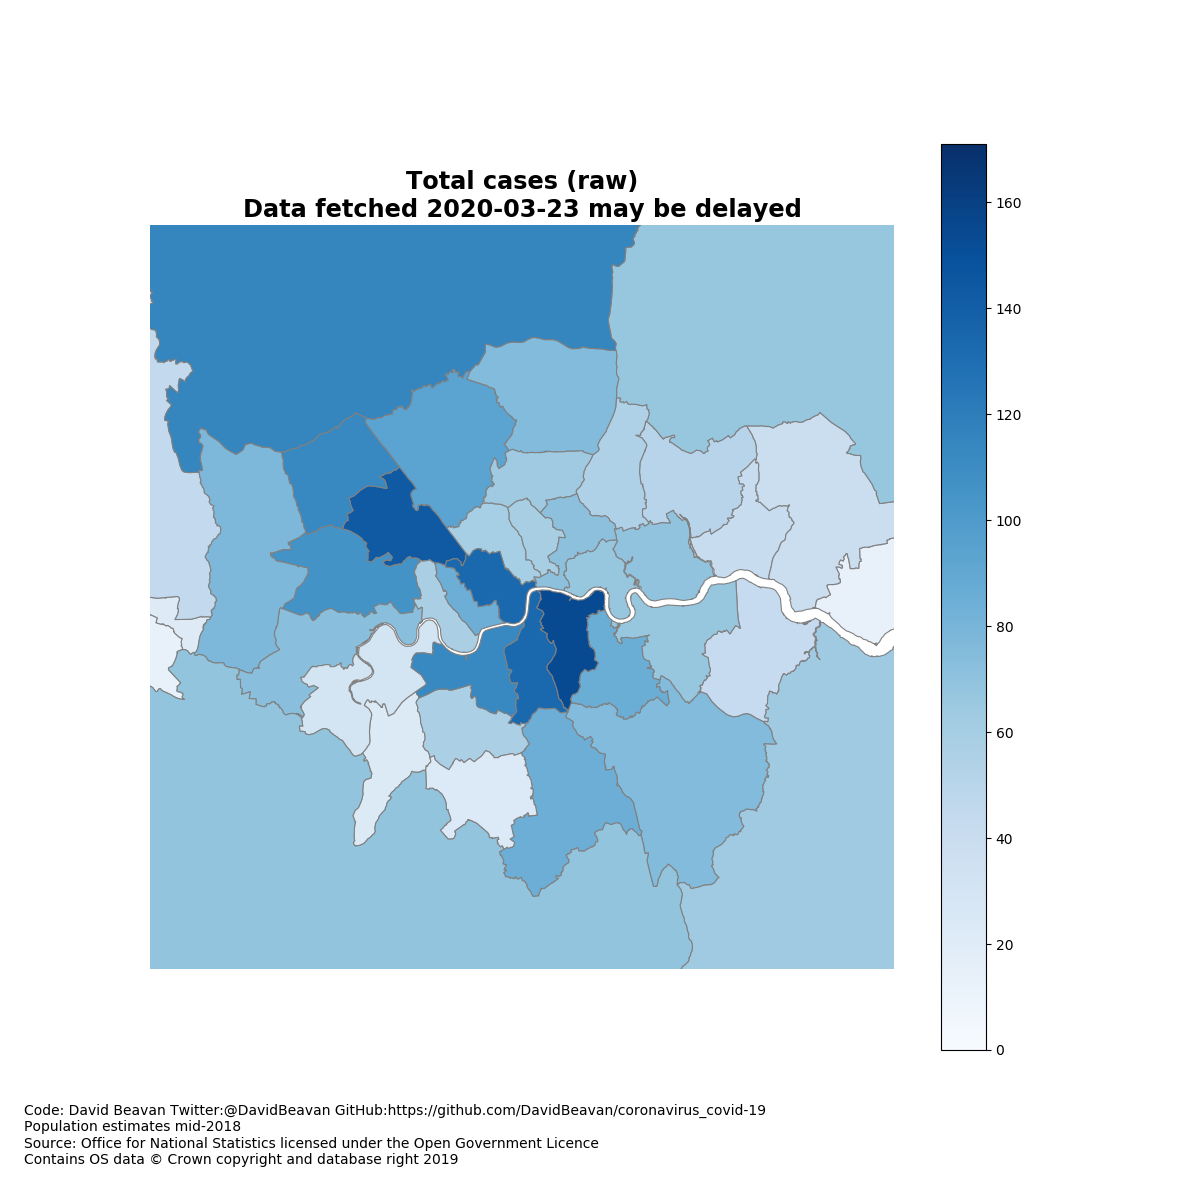 Total cases (raw)
Data fetched 2020-03-23 may be delayed
160
140
120
100
80
60
40
20
0
Code: David Beavan Twitter:@DavidBeavan GitHub:https://github.com/DavidBeavan/coronavirus_covid-19
Population estimates mid-2018
Source: Office for National Statistics licensed under the Open Government Licence
Contains OS data © Crown copyright and database right 2019